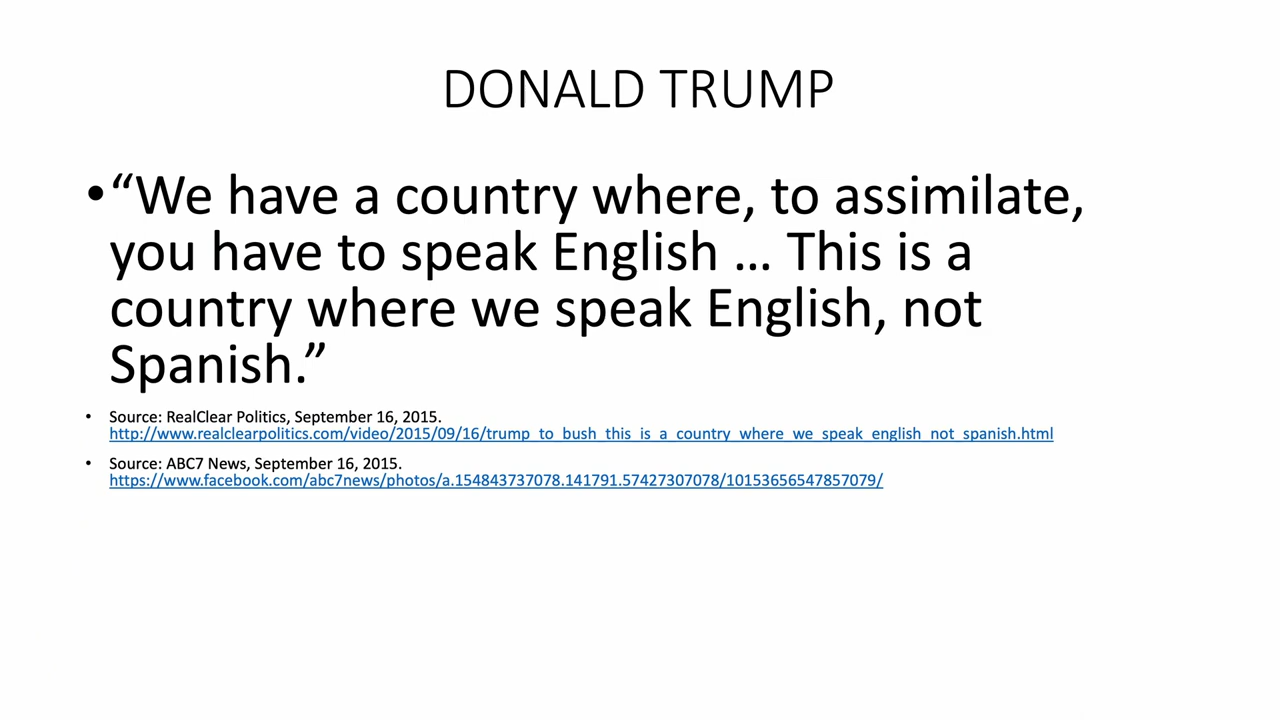 DONALD TRUMP
• “We have a country where, to assimilate,
you have to speak English … This is a
country where we speak English, not
Spanish.”
• Source: RealClear Politics, September 16, 2015.
http://www.realclearpolitics.com/video/2015/09/16/trump_to_bush_this_is_a_country_where_we_speak_english_not_spanish.html
• Source: ABC7 News, September 16, 2015.
https://www.facebook.com/abc7news/photos/a.154843737078.141791.57427307078/10153656547857079/